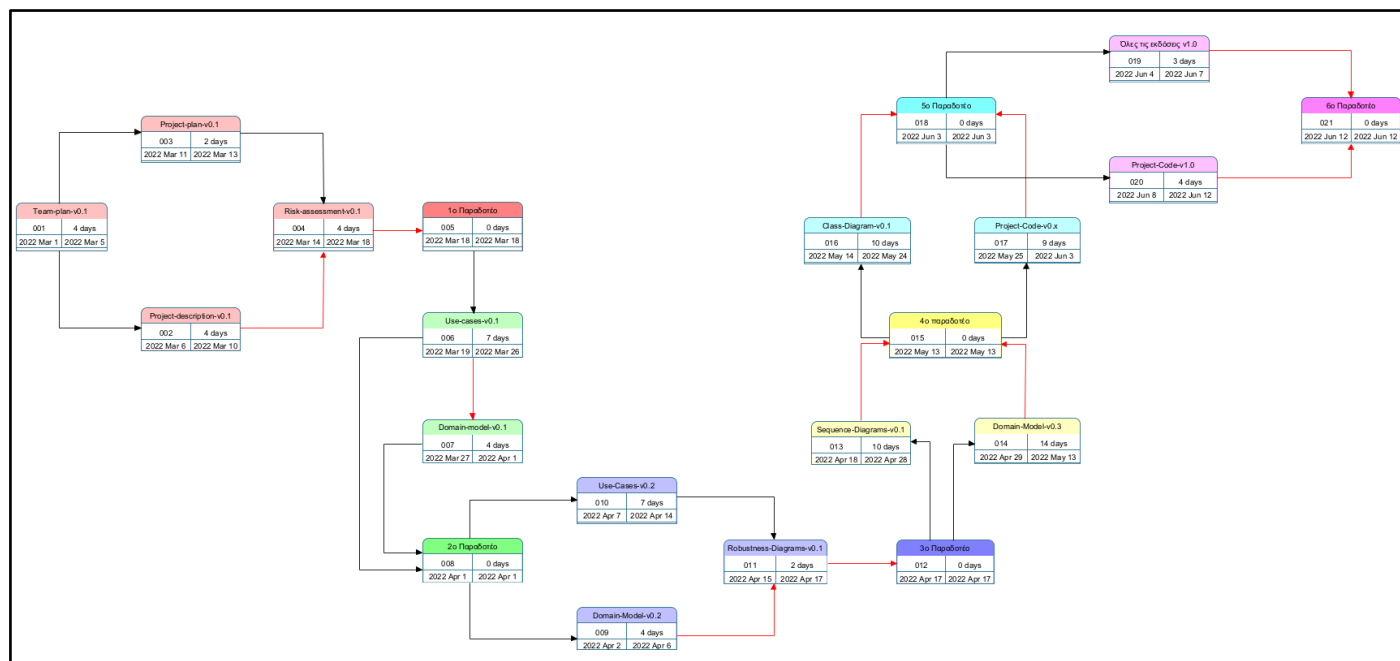 Team-plan-v0.1
001 4 days
2022 Mar 1 2022 Mar 5
Project-plan-v0.1
003 2 days
2022 Mar 11 2022 Mar 13
Project-description-v0.1
002 4 days
2022 Mar 6 2022 Mar 10
Risk-assessment-v0.1
004 4 days
2022 Mar 14 2022 Mar 18
1ο Παραδοτέο
005 0 days
2022 Mar 18 2022 Mar 18
Use-cases-v0.1
006 7 days
2022 Mar 19 2022 Mar 26
Domain-model-v0.1
007 4 days
2022 Mar 27 2022 Apr 1
2ο Παραδοτέο
008 0 days
2022 Apr 1 2022 Apr 1
Use-Cases-v0.2
010 7 days
2022 Apr 7 2022 Apr 14
Domain-Model-v0.2
009 4 days
2022 Apr 2 2022 Apr 6
Robustness-Diagrams-v0.1
011 2 days
2022 Apr 15 2022 Apr 17
3ο Παραδοτέο
012 0 days
2022 Apr 17 2022 Apr 17
Sequence-Diagrams-v0.1
013 10 days
2022 Apr 18 2022 Apr 28
Domain-Model-v0.3
014 14 days
2022 Apr 29 2022 May 13
4ο παραδοτέο
015 0 days
2022 May 13 2022 May 13
Class-Diagram-v0.1
016 10 days
2022 May 14 2022 May 24
Project-Code-v0.x
017 9 days
2022 May 25 2022 Jun 3
5ο Παραδοτέο
018 0 days
2022 Jun 3 2022 Jun 3
Όλες τις εκδόσεις v1.0
019 3 days
2022 Jun 4 2022 Jun 7
Project-Code-v1.0
020 4 days
2022 Jun 8 2022 Jun 12
6ο Παραδοτέο
021 0 days
2022 Jun 12 2022 Jun 12